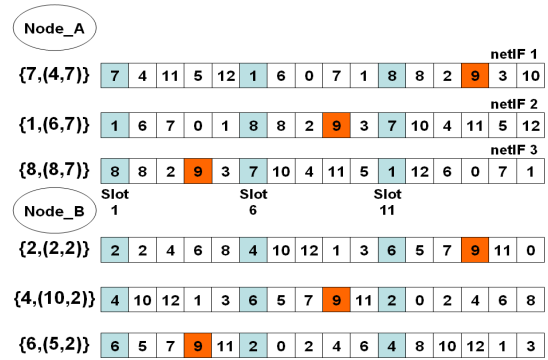 Node_A
netIF 1
{7,(4,7)} 7 4 11 5 12 1 6 0 7 1 8 8 2 9 3 10
netIF 2
{1,(6,7)} 1 6 7 0 1 8 8 2 9 3 7 10 4 11 5 12
netIF 3
{8,(8,7)} 8 8 2 9 3 7 10 4 11 5 1 12 6 0 7 1
Slot 1 Slot 6 Slot 11
Node_B
{2,(2,2)} 2 2 4 6 8 4 10 12 1 3 6 5 7 9 11 0
{4,(10,2)} 4 10 12 1 3 6 5 7 9 11 2 0 2 4 6 8
{6,(5,2)} 6 5 7 9 11 2 0 2 4 6 4 8 10 12 1 3